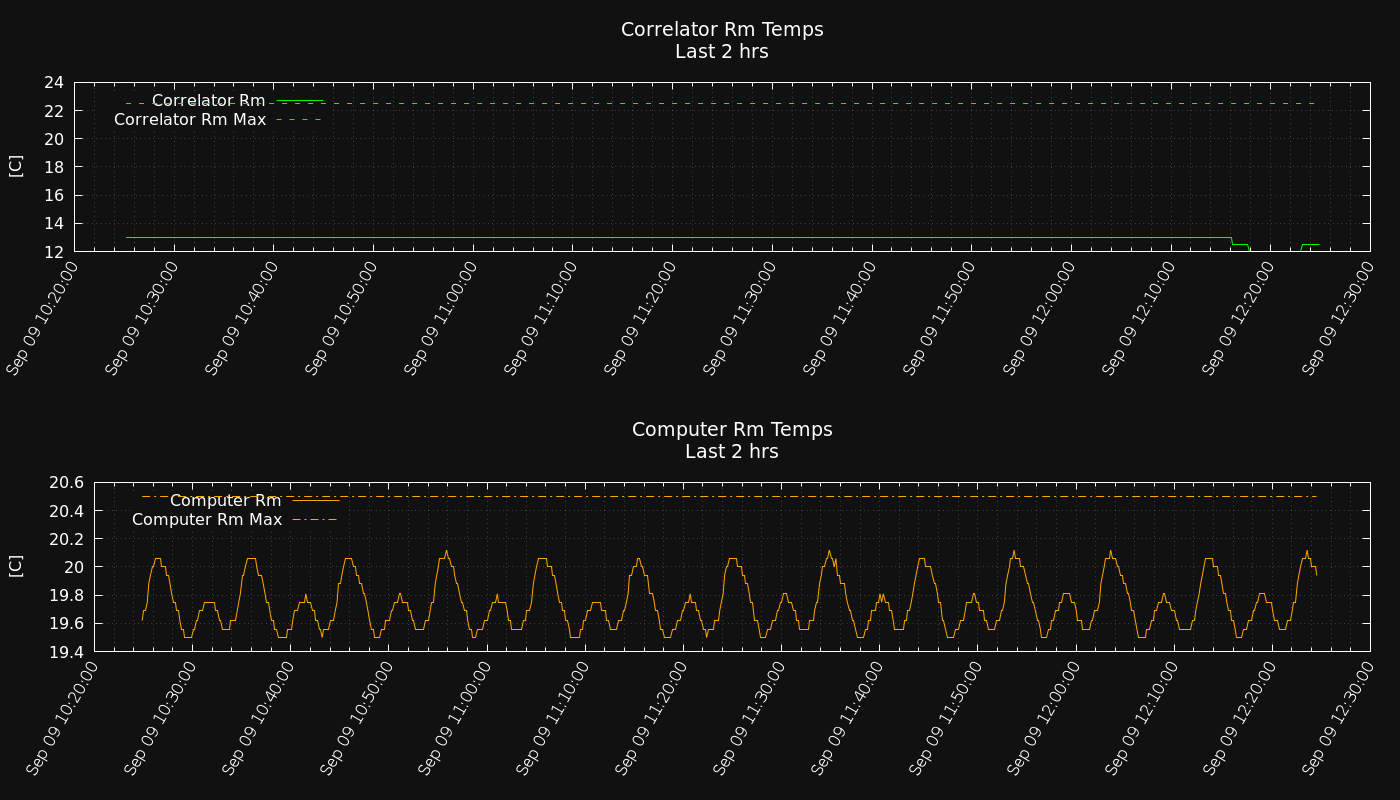 Correlator Rm Temps
Last 2 hrs
24
22
20
18
16
14
12
[C]
Correlator Rm
Correlator Rm Max
Sep 09 10:20:00
Sep 09 10:30:00
Sep 09 10:40:00
Sep 09 10:50:00
Sep 09 11:00:00
Sep 09 11:10:00
Sep 09 11:20:00
Sep 09 11:30:00
Sep 09 11:40:00
Sep 09 11:50:00
Sep 09 12:00:00
Sep 09 12:10:00
Sep 09 12:20:00
Sep 09 12:30:00
Computer Rm Temps
Last 2 hrs
20.6
20.4
20.2
20
19.8
19.6
19.4
[C]
Computer Rm
Computer Rm Max
Sep 09 10:20:00
Sep 09 10:30:00
Sep 09 10:40:00
Sep 09 10:50:00
Sep 09 11:00:00
Sep 09 11:10:00
Sep 09 11:20:00
Sep 09 11:30:00
Sep 09 11:40:00
Sep 09 11:50:00
Sep 09 12:00:00
Sep 09 12:10:00
Sep 09 12:20:00
Sep 09 12:30:00